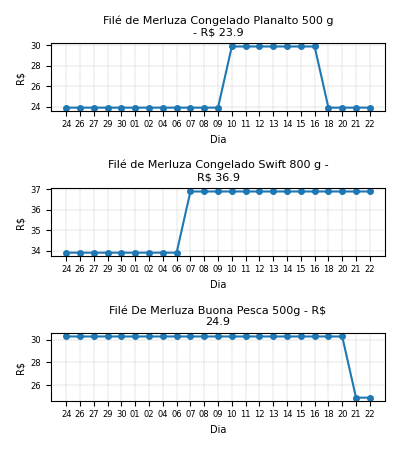 Filé de Merluza Congelado Planalto 500 g
- R$ 23.9
30
28
26
24
R$
24 26 27 29 30 01 02 04 06 07 08 09 10 11 12 13 14 15 16 18 20 21 22
Dia
Filé de Merluza Congelado Swift 800 g -
R$ 36.9
37
36
35
34
R$
24 26 27 29 30 01 02 04 06 07 08 09 10 11 12 13 14 15 16 18 20 21 22
Dia
Filé De Merluza Buona Pesca 500g - R$
24.9
30
28
26
R$
24 26 27 29 30 01 02 04 06 07 08 09 10 11 12 13 14 15 16 18 20 21 22
Dia